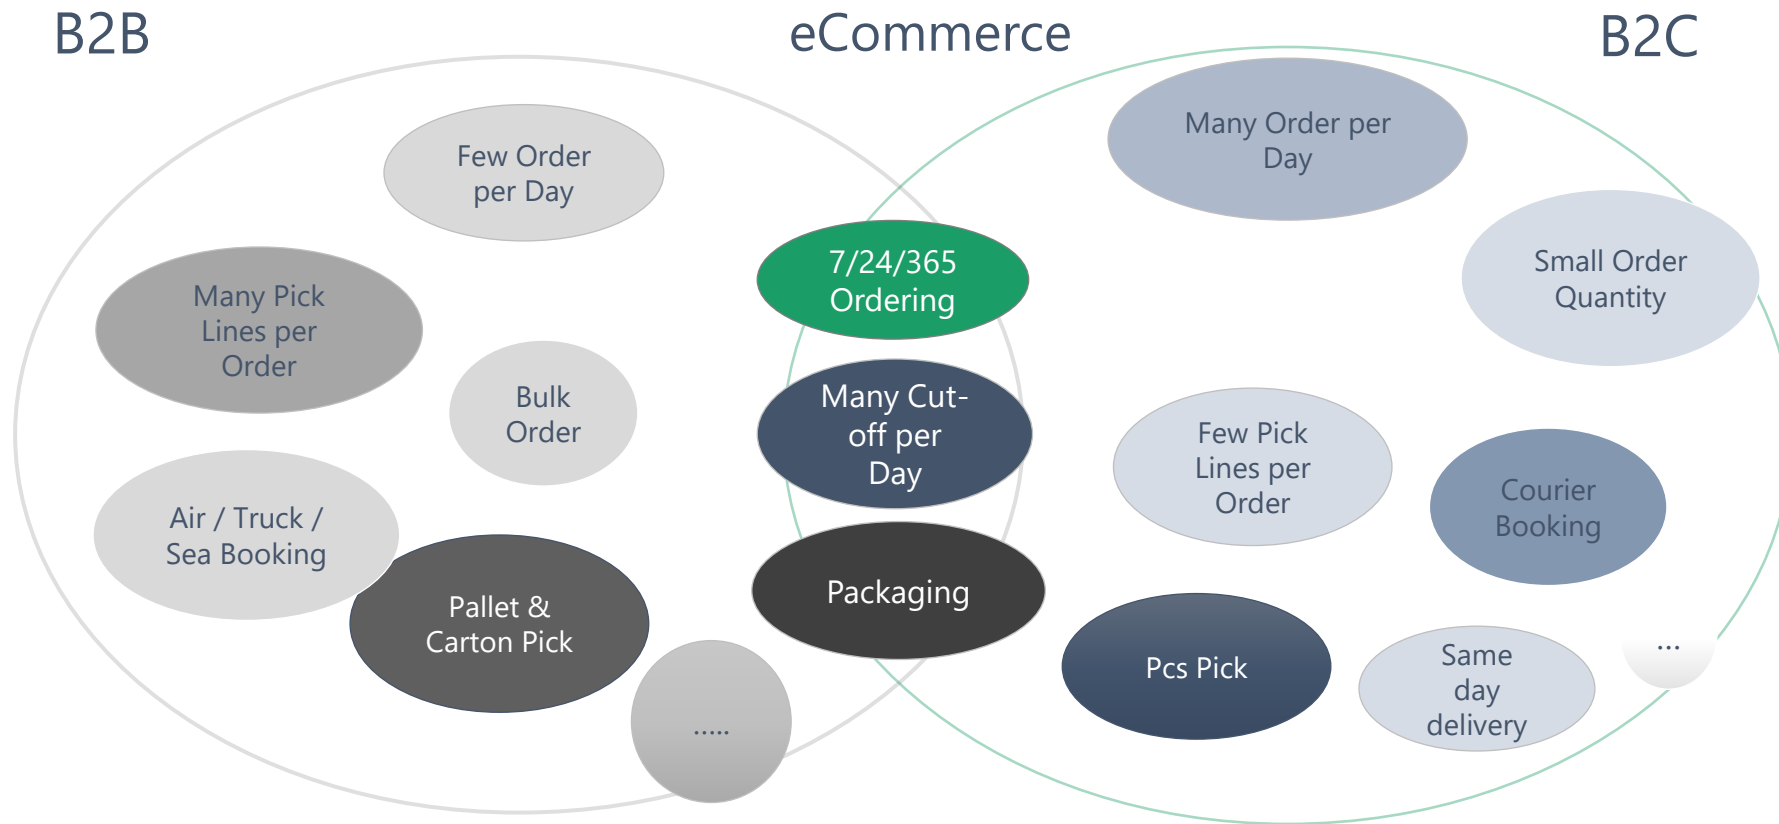 B2B
eCommerce
B2C
Few Order
per Day
Many Pick
Lines per
Order
Bulk
Order
Air / Truck /
Sea Booking
Pallet &
Carton Pick
.....
7/24/365
Ordering
Many Cut-
off per
Day
Packaging
Many Order per
Day
Small Order
Quantity
Few Pick
Lines per
Order
Courier
Booking
Pcs Pick
Same
day
delivery
...